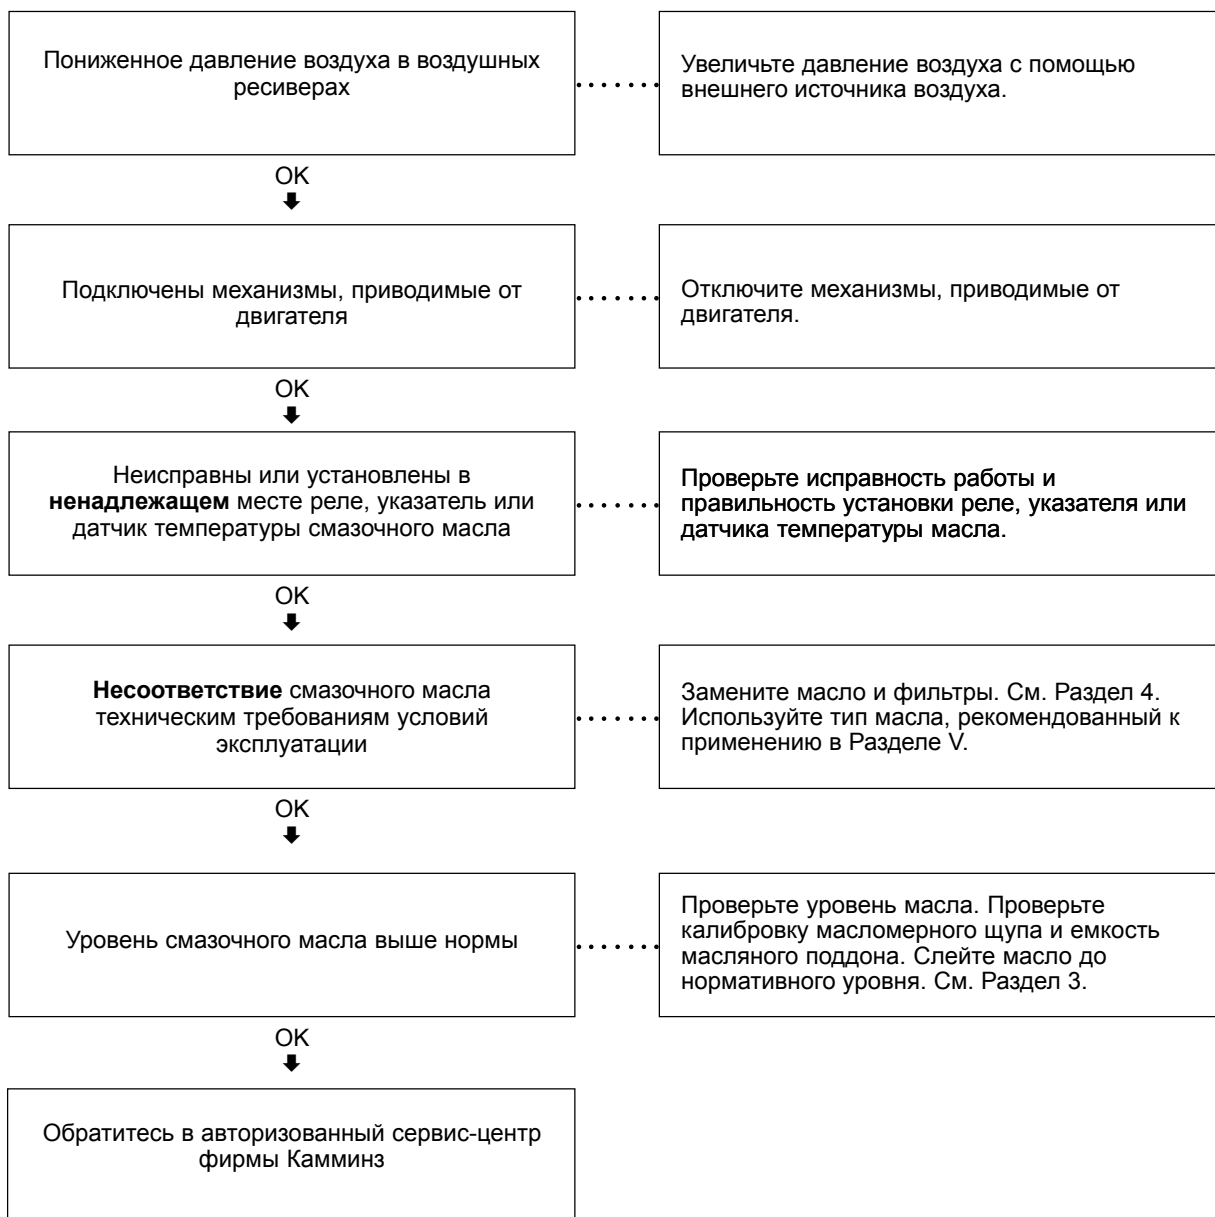 Пониженное давление воздуха в воздушных
ресиверах
Увеличьте давление воздуха с помощью
внешнего источника воздуха.
OK
Подключены механизмы, приводимые от
двигателя
Отключите механизмы, приводимые от
двигателя.
OK
Неисправны или установлены в
ненадлежащем месте реле, указатель или
датчик температуры смазочного масла
Проверьте исправность работы и
правильность установки реле, указателя или
датчика температуры масла.
OK
Несоответствие смазочного масла
техническим требованиям условий
эксплуатации
Замените масло и фильтры. См. Раздел 4.
Используйте тип масла, рекомендованный к
применению в Разделе V.
OK
Уровень смазочного масла выше нормы
Проверьте уровень масла. Проверьте
калибровку масломерного щупа и емкость
масляного поддона. Слейте масло до
нормативного уровня. См. Раздел 3.
OK
Обратитесь в авторизованный сервис-центр
фирмы Камминз